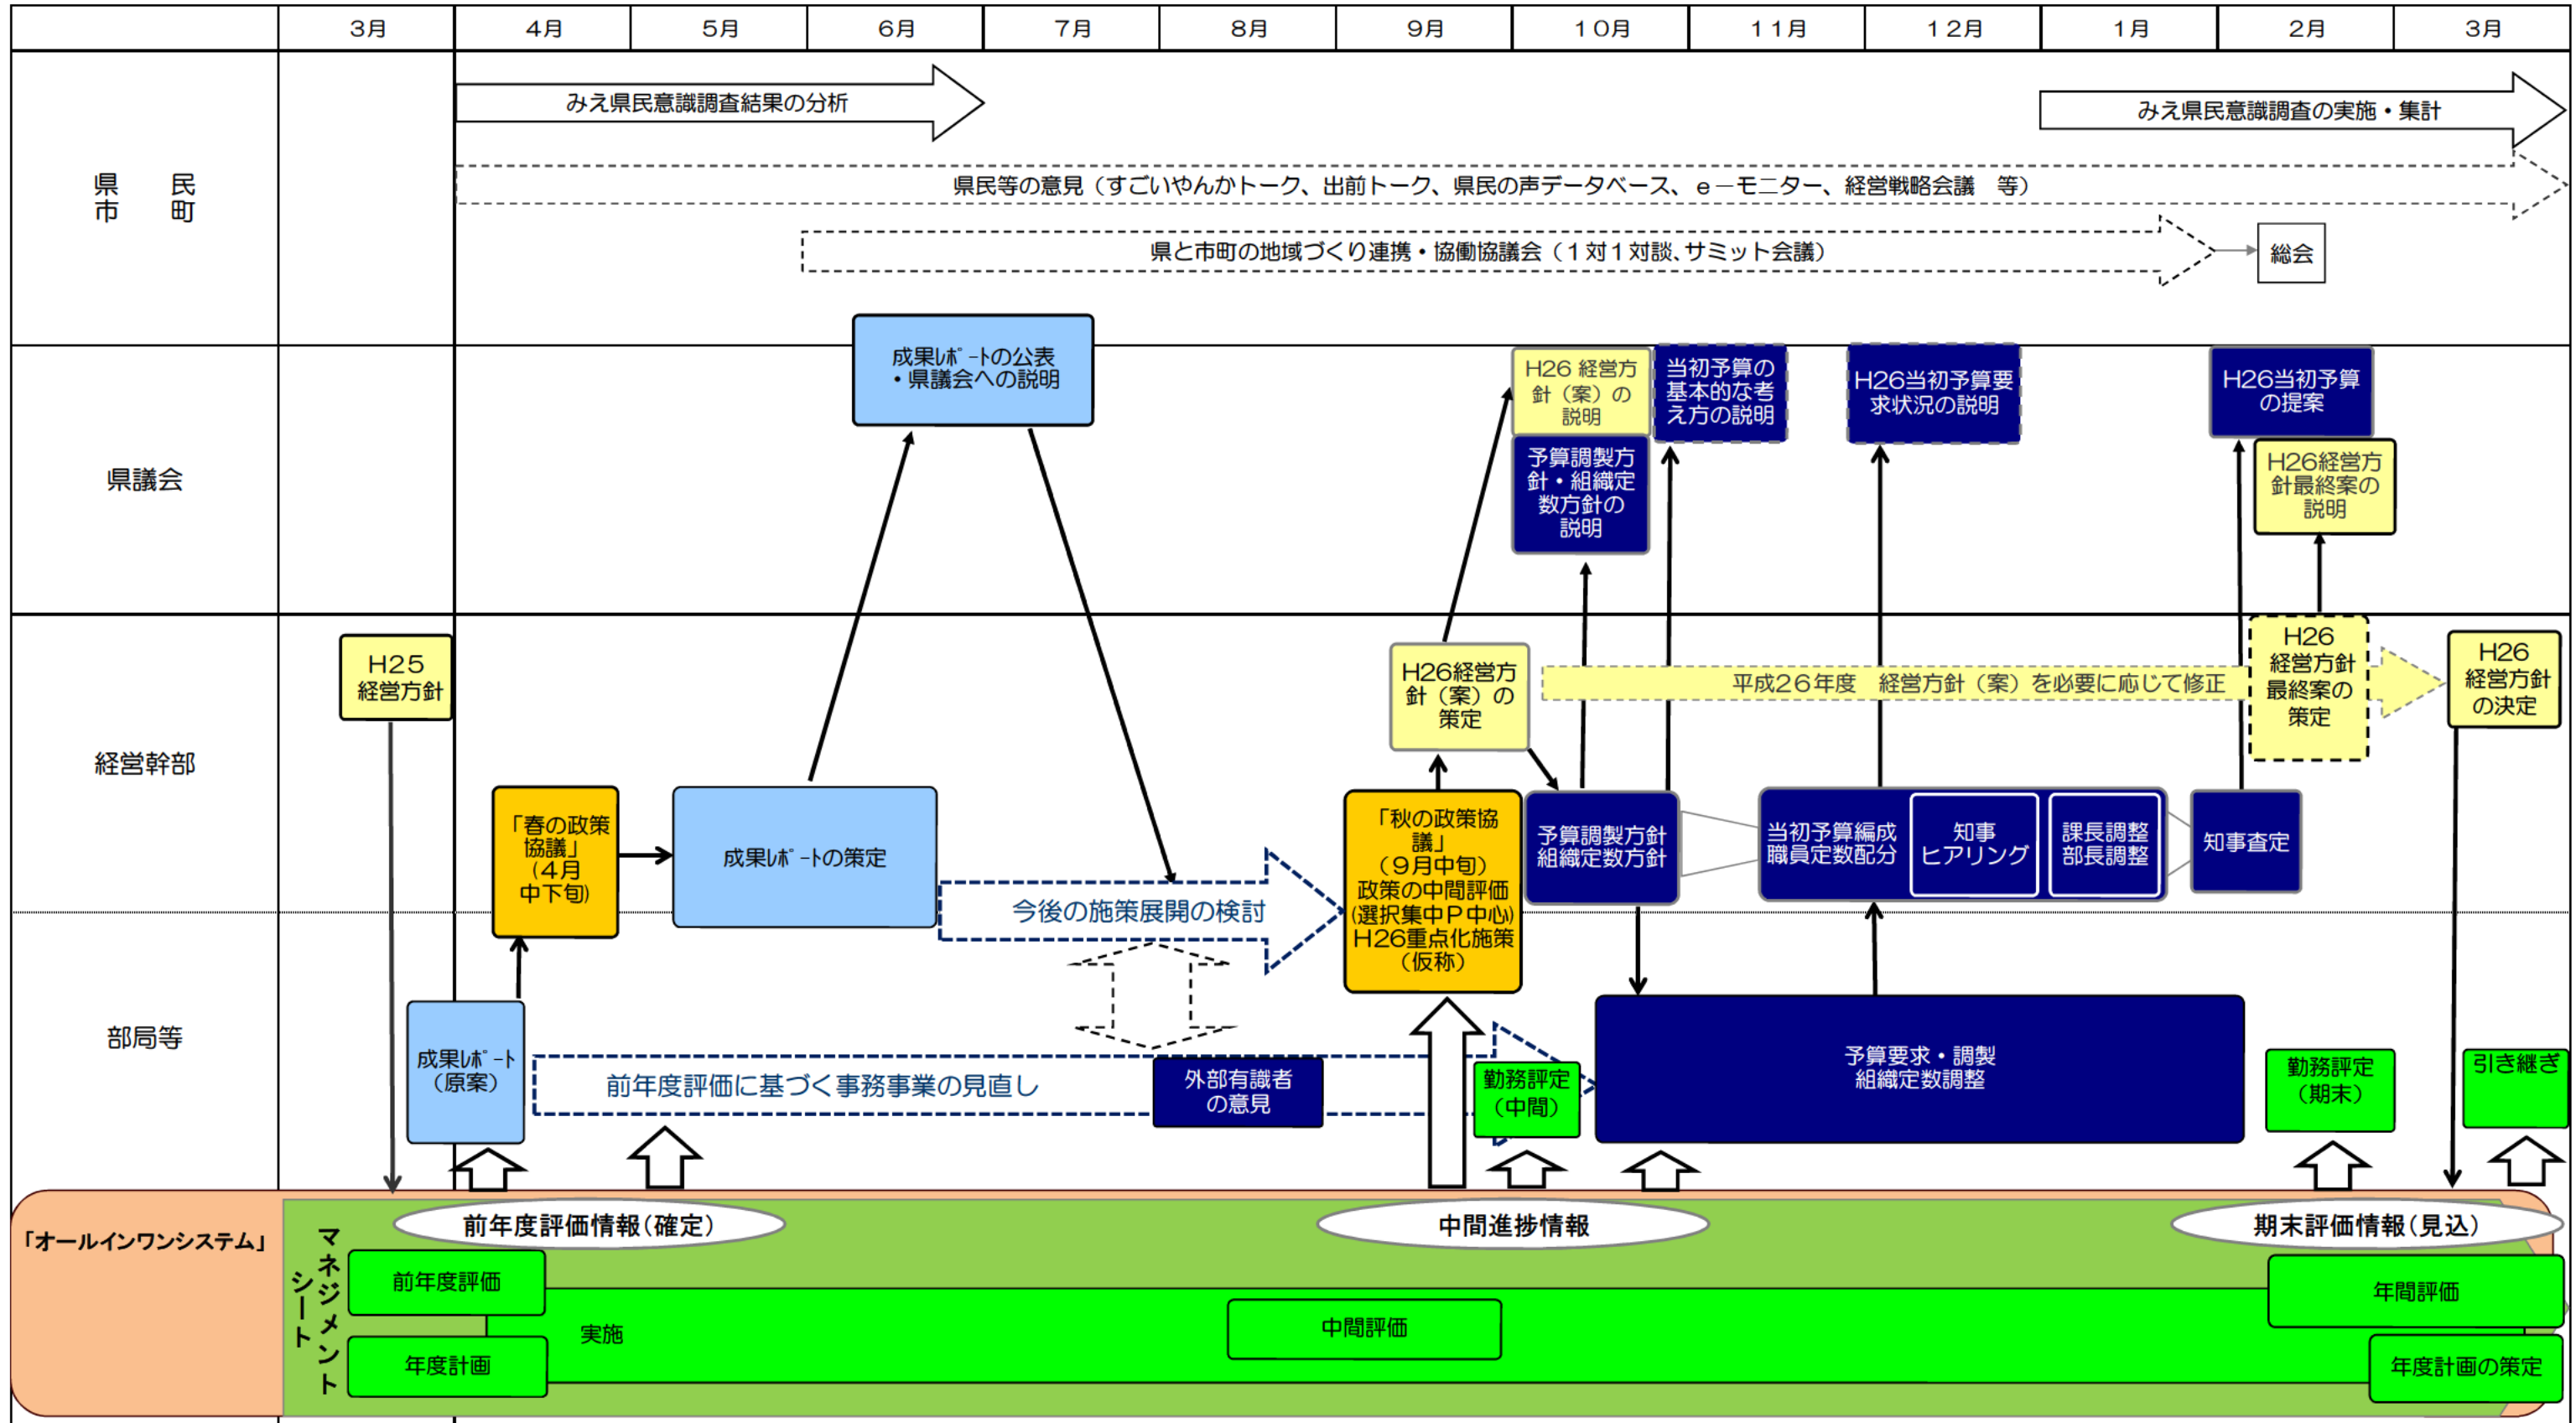 3月
4月
5月
6月
7月
8月
9月
10月
11月
12月
1月
2月
3月
県　民
市　町
みえ県民意識調査結果の分析
みえ県民意識調査の実施・集計
県民等の意見（すごいやんかトーク、出前トーク、県民の声データベース、ｅ－モニター、経営戦略会議　等）
県と市町の地域づくり連携・協働協議会（１対１対談､サミット会議）
総会
県議会
成果ﾚﾎﾟｰﾄの公表
・県議会への説明
H26 経営方
針（案）の
説明
予算調製方
針・組織定
数方針の
説明
当初予算の
基本的な考
え方の説明
H26当初予算要
求状況の説明
H26当初予算
の提案
H26経営方
針最終案の
説明
経営幹部
H25
経営方針
「春の政策
協議」
(４月
中下旬)
成果ﾚﾎﾟｰﾄの策定
今後の施策展開の検討
H26経営方
針（案）の
策定
「秋の政策協
議」
（９月中旬）
政策の中間評価
(選択集中Ｐ中心)
H26重点化施策
（仮称）
平成２６年度　経営方針（案）を必要に応じて修正
予算調製方針
組織定数方針
当初予算編成
職員定数配分
知事
ヒアリング
課長調整
部長調整
知事査定
H26
経営方針
最終案の
策定
H26
経営方針
の決定
部局等
成果ﾚﾎﾟｰﾄ
（原案）
前年度評価に基づく事務事業の見直し
外部有識者
の意見
勤務評定
（中間）
予算要求・調製
組織定数調整
勤務評定
（期末）
引き継ぎ
「オールインワンシステム」
マネジメント
シート
前年度評価情報（確定）
中間進捗情報
期末評価情報（見込）
前年度評価
年度計画
実施
中間評価
年間評価
年度計画の策定